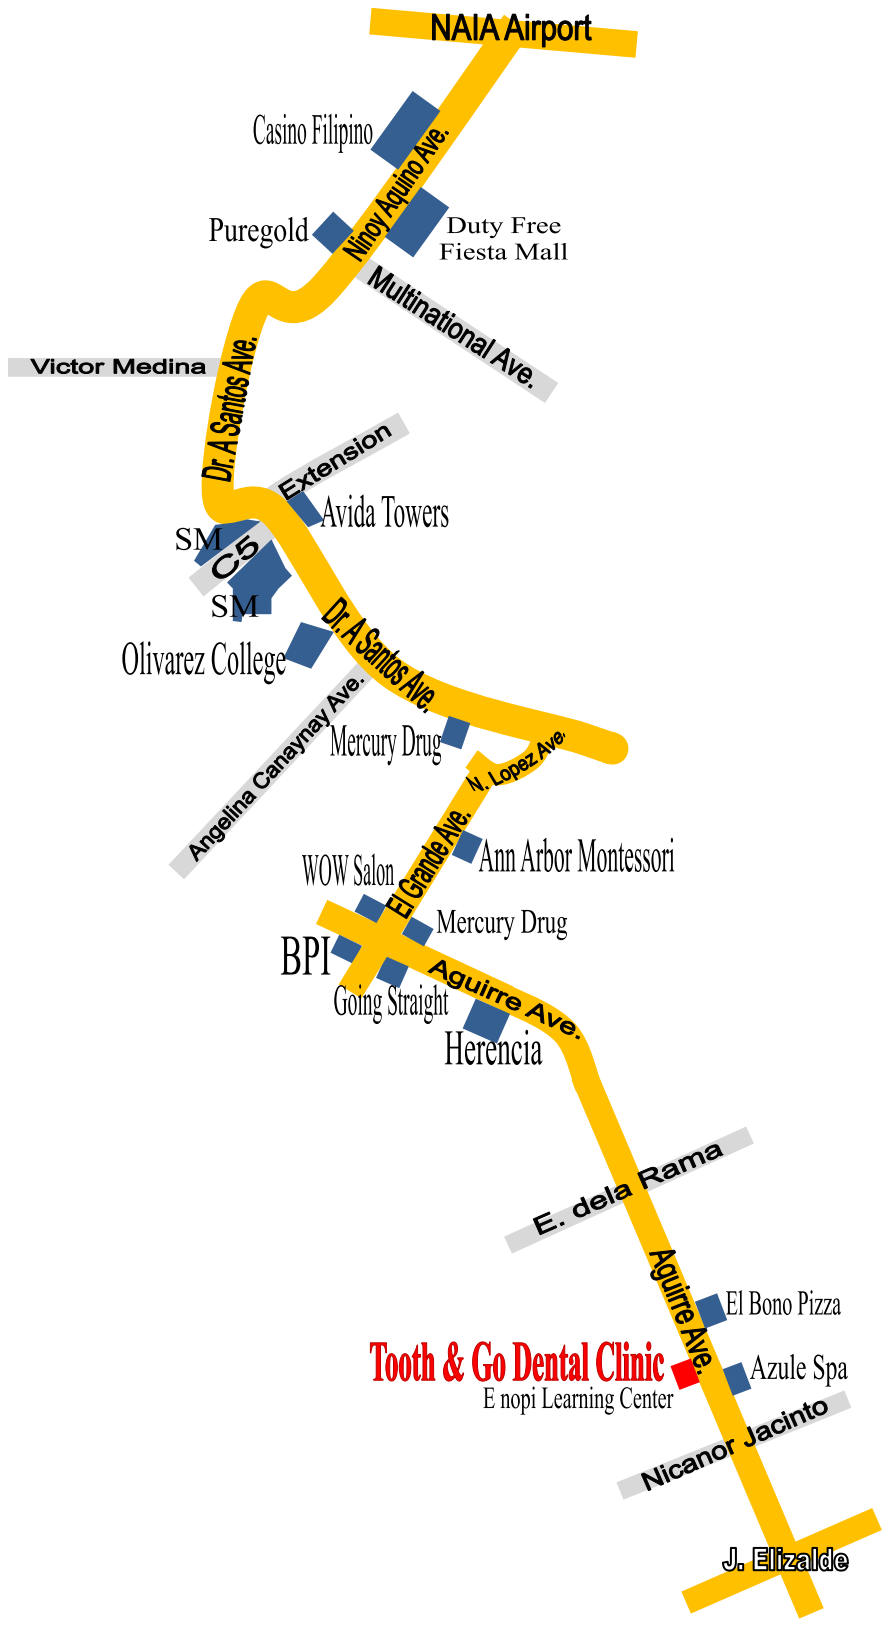 NAIA Airport
Casino Filipino
Ninoy Aquino Ave.
Puregold
Duty Free
Fiesta Mall
Multinational Ave.
Victor Medina
Dr. A Santos Ave.
Extension
Avida Towers
SM
C5
SM
Olivarez College
Dr. A Santos Ave.
Angelina Canaynay Ave.
Mercury Drug
N. Lopez Ave.
El Grande Ave.
Ann Arbor Montessori
WOW Salon
Mercury Drug
BPI
Aguirre Ave.
Going Straight
Herencia
E. dela Rama
Aguirre Ave.
El Bono Pizza
Tooth & Go Dental Clinic
Azule Spa
E nopi Learning Center
Nicanor Jacinto
J. Elizalde